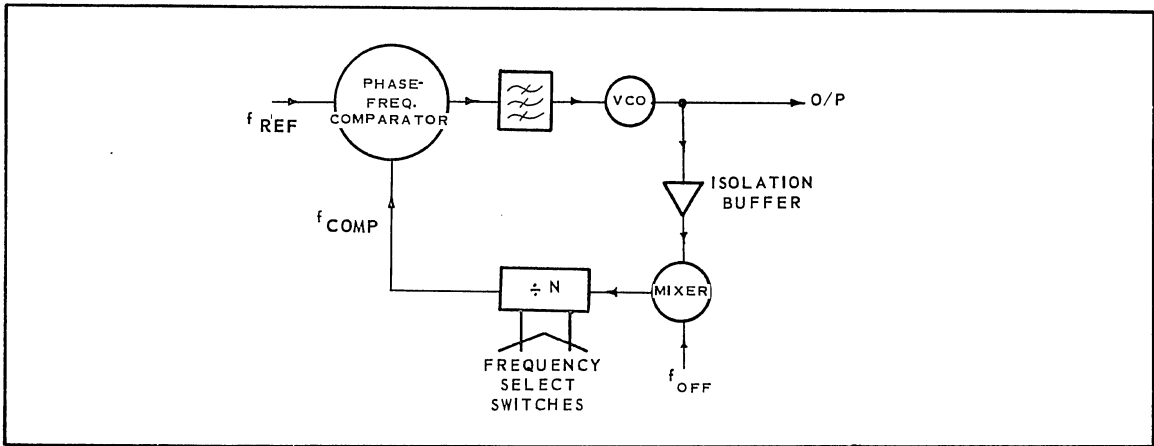 PHASE-
FREQ.
COMPARATOR
f REF
VCO
O/P
ISOLATION
BUFFER
f COMP
÷ N
MIXER
FREQUENCY
SELECT
SWITCHES
f OFF